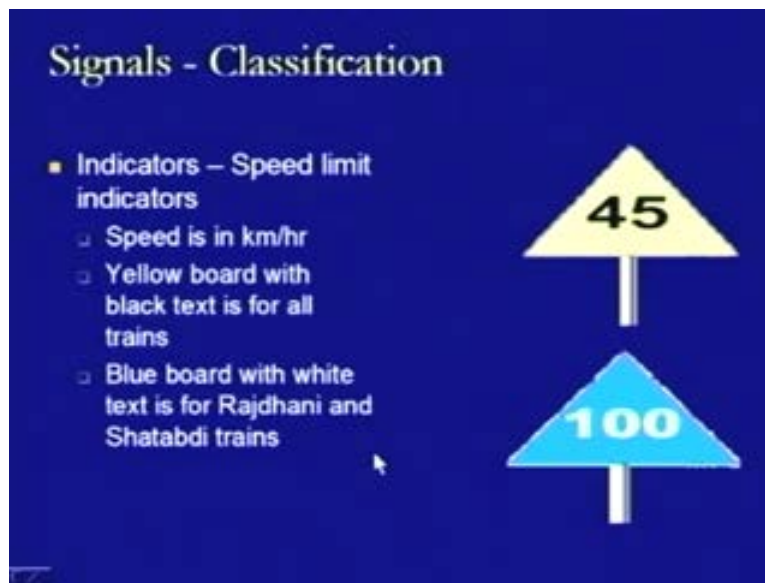 Signals - Classification
Indicators – Speed limit
indicators
Speed is in km/hr
Yellow board with
black text is for all
trains
Blue board with white
text is for Rajdhani and
Shatabdi trains
45
100